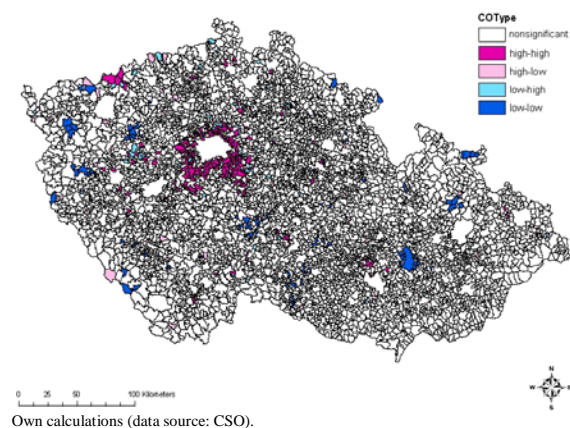 COType
nonsignificant
high-high
high-low
low-high
low-low
N
W E
S
0 25 50 100 Kilometers
Own calculations (data source: CSO).